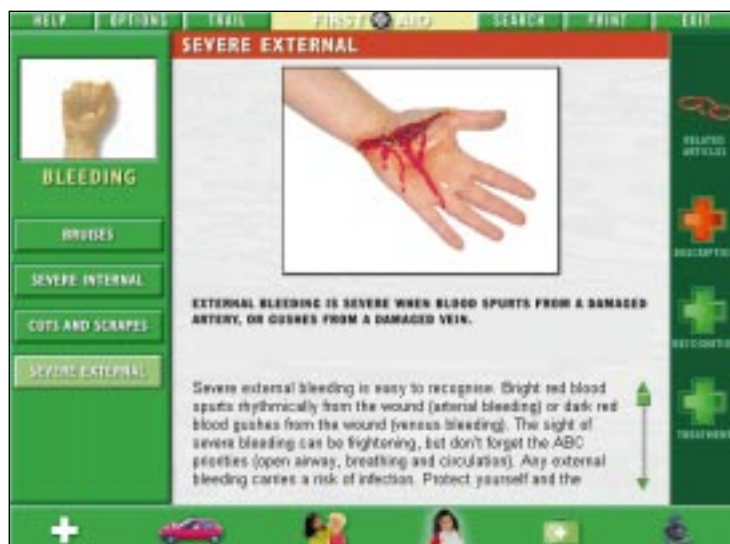 HELP
OPTIONS
TRAIL
FIRST AID
SEARCH
PRINT
EXIT
SEVERE EXTERNAL
BLEEDING
BRUISES
SEVERE INTERNAL
CUTS AND SCRAPES
SEVERE EXTERNAL
EXTERNAL BLEEDING IS SEVERE WHEN BLOOD SPURTS FROM A DAMAGED
ARTERY, OR GUSHES FROM A DAMAGED VEIN.
Severe external bleeding is easy to recognise. Bright red blood
spurts rhythmically from the wound (arterial bleeding) or dark red
blood gushes from the wound (venous bleeding). The sight of
severe bleeding can be frightening, but don't forget the ABC
priorities (open airway, breathing and circulation). Any external
bleeding carries a risk of infection. Protect yourself and the
RELATED
ARTICLES
DESCRIPTION
RECOGNITION
TREATMENT